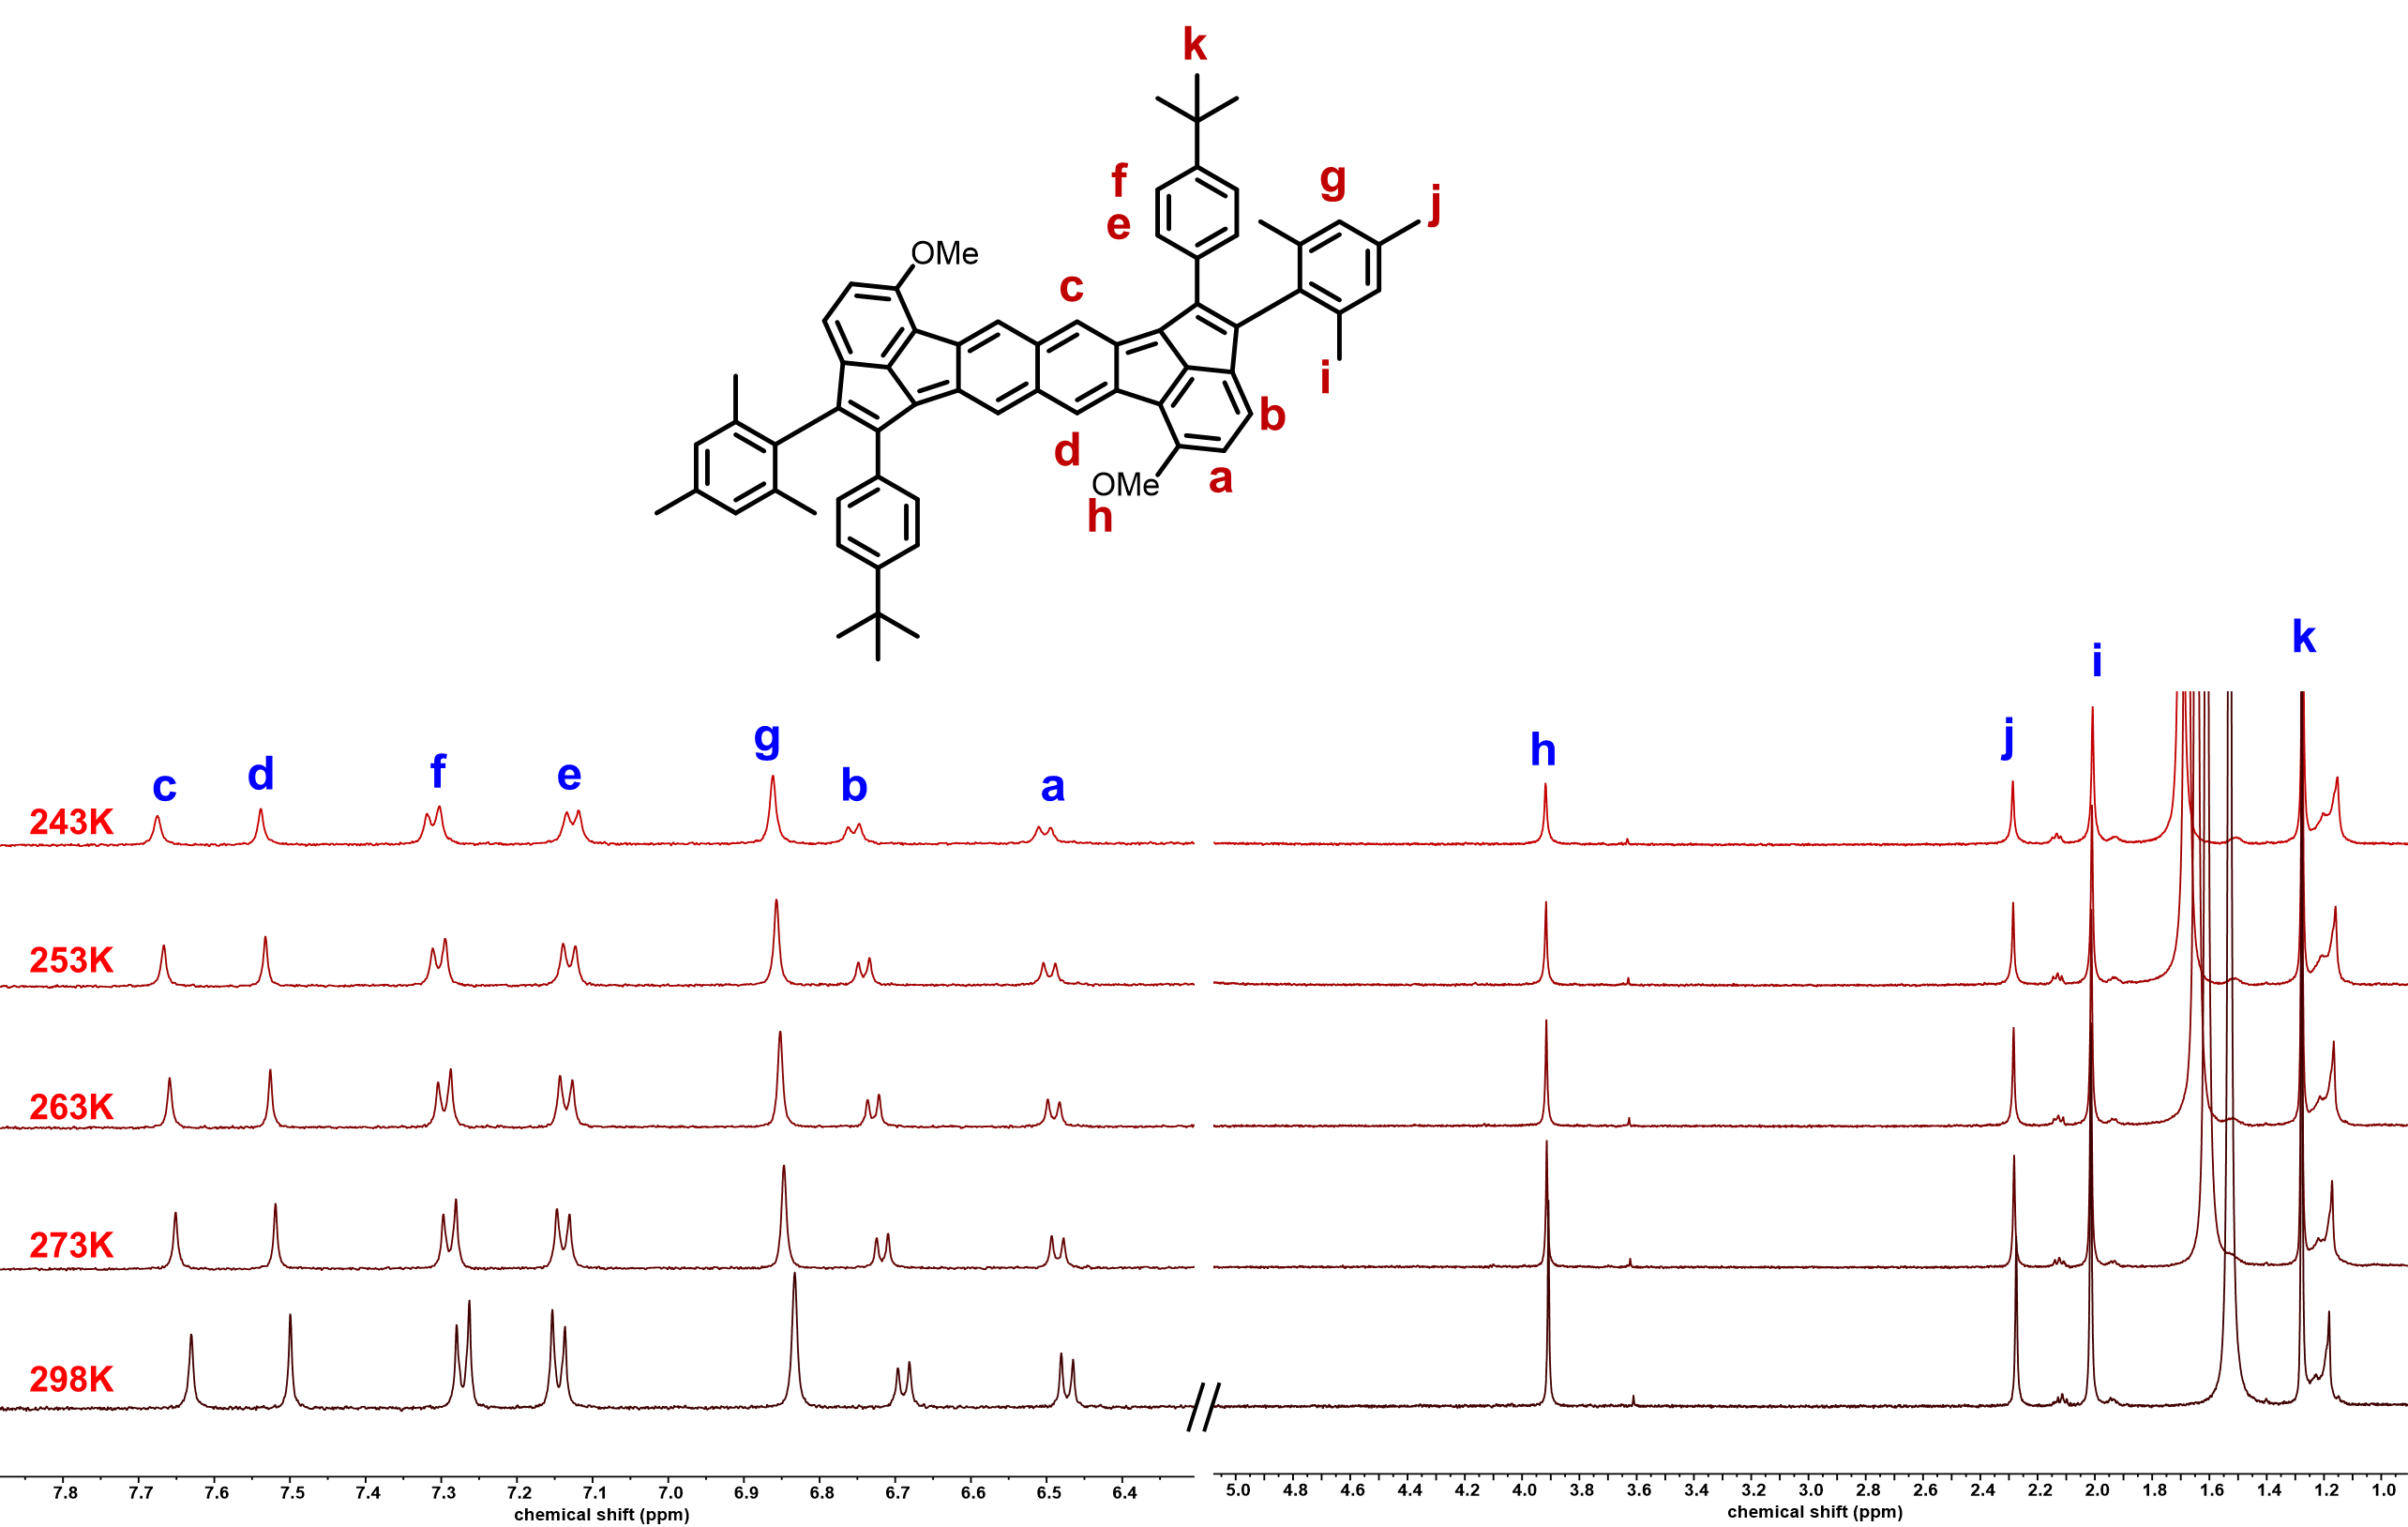 k
f
g
j
e
OMe
c
i
b
d
OMe
a
h
k
i
g
h
j
c
d
f
e
b
a
243K
253K
263K
273K
298K
7.8 7.7 7.6 7.5 7.4 7.3 7.2 7.1 7.0 6.9 6.8 6.7 6.6 6.5 6.4
chemical shift (ppm)
5.0 4.8 4.6 4.4 4.2 4.0 3.8 3.6 3.4 3.2 3.0 2.8 2.6 2.4 2.2 2.0 1.8 1.6 1.4 1.2 1.0
chemical shift (ppm)